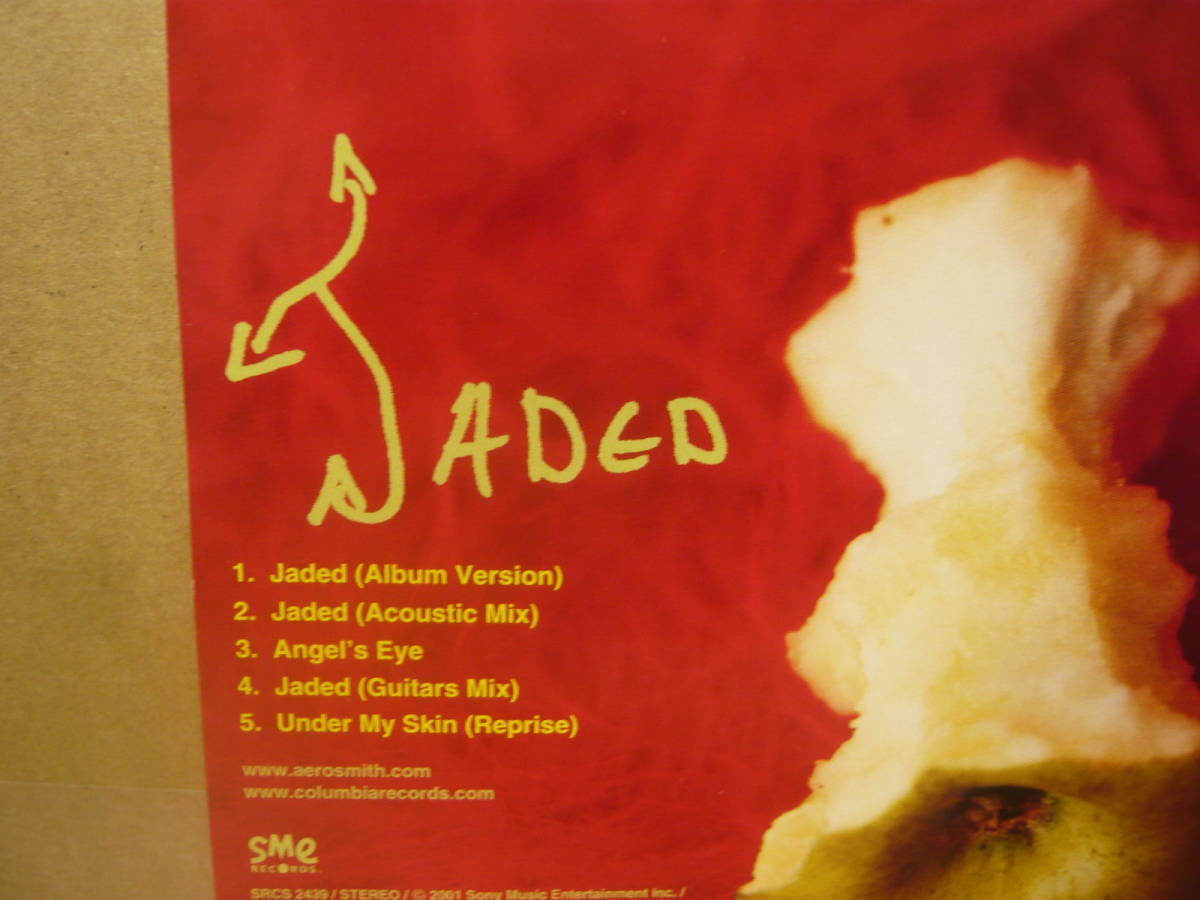 JADED
1. Jaded (Album Version)
2. Jaded (Acoustic Mix)
3. Angel's Eye
4. Jaded (Guitars Mix)
5. Under My Skin (Reprise)
www.aerosmith.com
www.columbiarecords.com
SMe
RECORDS
SRCS 2439 / STEREO / © 2001 Sony Music Entertainment Inc. /